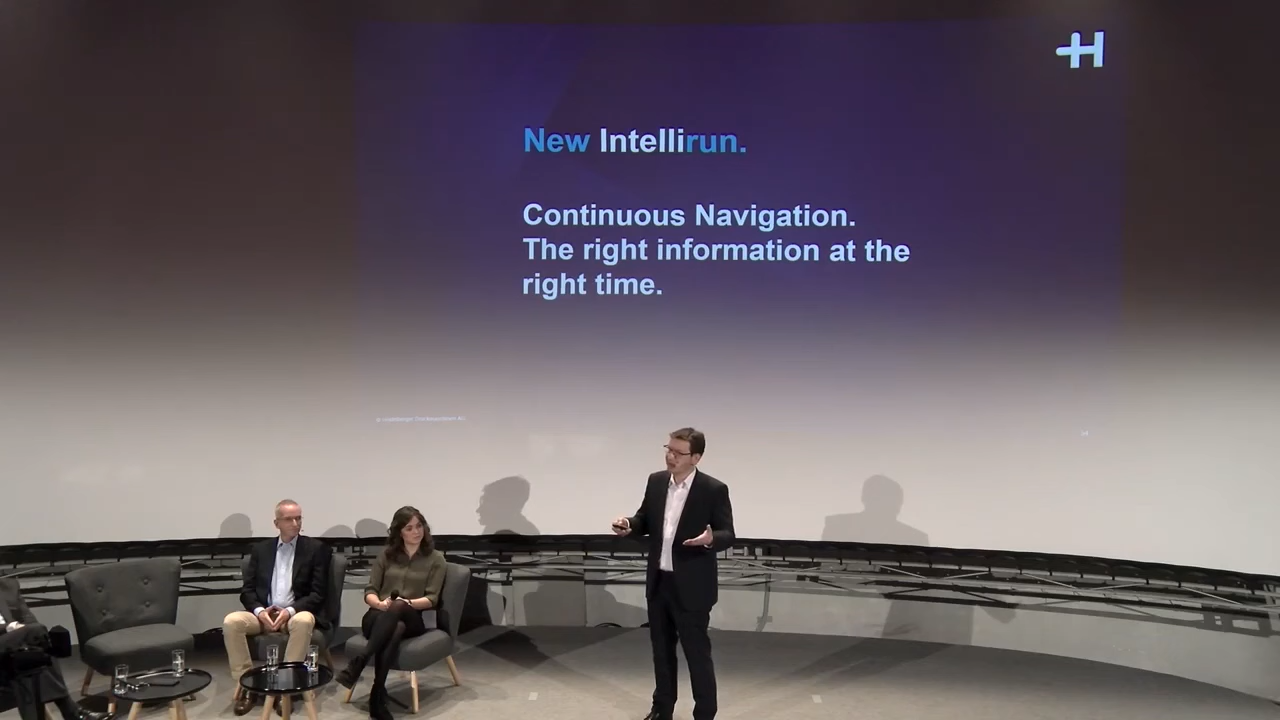 New Intellirun.
Continuous Navigation.
The right information at the
right time.